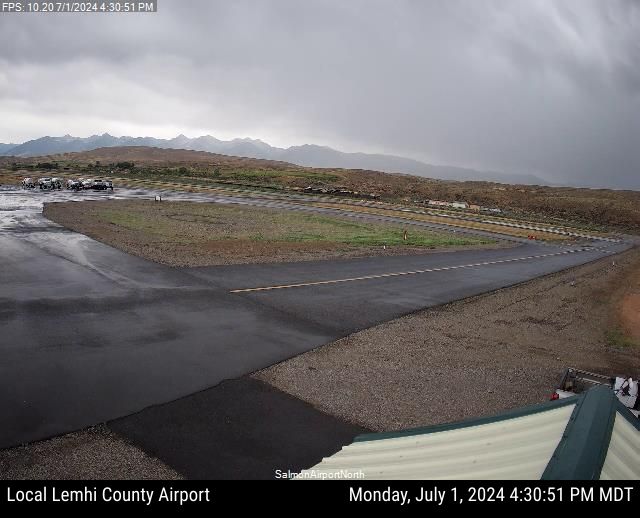 FPS: 10.20 7/1/2024 4:30:51 PM
SalmonAirportNorth
Local Lemhi County Airport
Monday, July 1, 2024 4:30:51 PM MDT